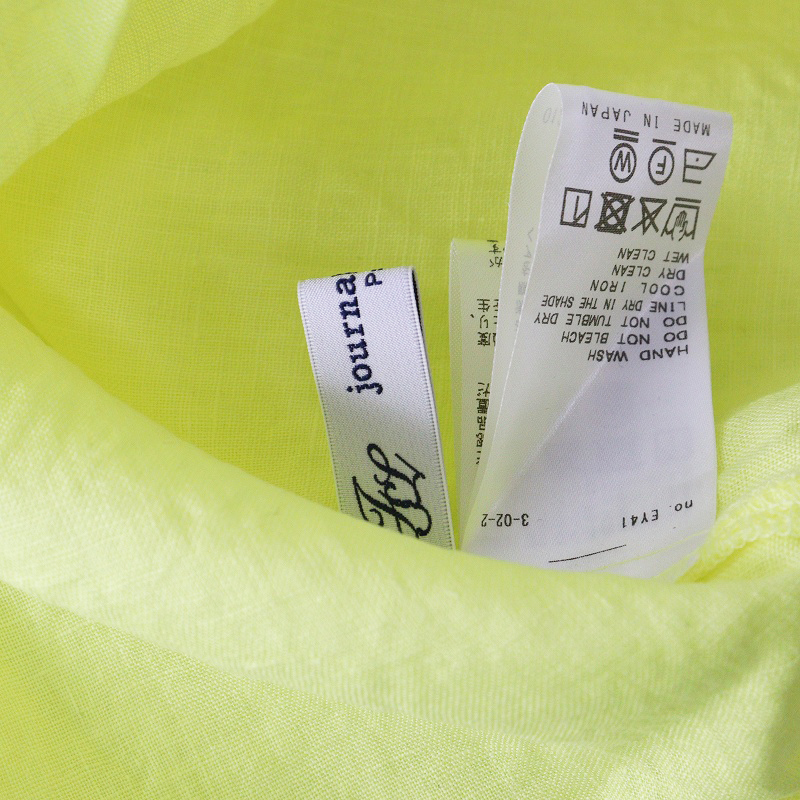 journa
P
no. EY41
3-02-2
HAND WASH
DO NOT BLEACH
DO NOT TUMBLE DRY
LINE DRY IN THE SHADE
COOL IRON
DRY CLEAN
WET CLEAN
F
W
MADE IN JAPAN